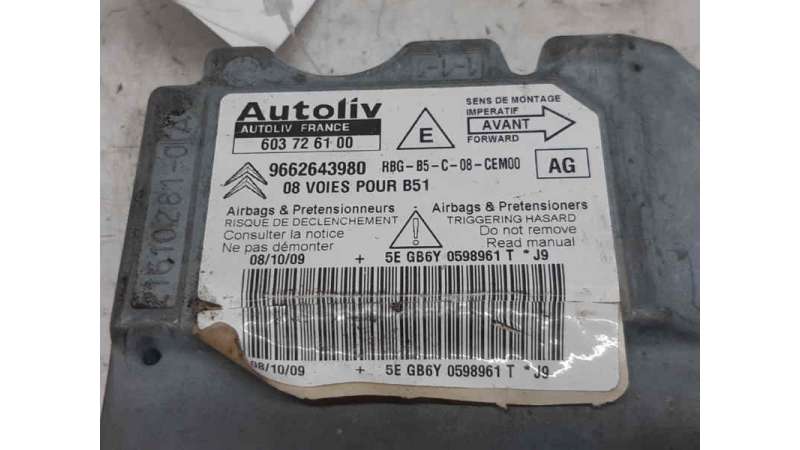 Autoliv
AUTOLIV FRANCE
603 72 61 00
E
SENS DE MONTAGE
IMPERATIF
AVANT
FORWARD
9662643980 RBG-B5-C-08-CEM00 AG
08 VOIES POUR B51
Airbags & Pretensionneurs
RISQUE DE DECLENCHEMENT
Consulter la notice
Ne pas démonter
!
Airbags & Pretensioners
TRIGGERING HASARD
Do not remove
Read manual
08/10/09 + 5E GB6Y 0598961 T * J9
08/10/09 + 5E GB6Y 0598961 T * J9